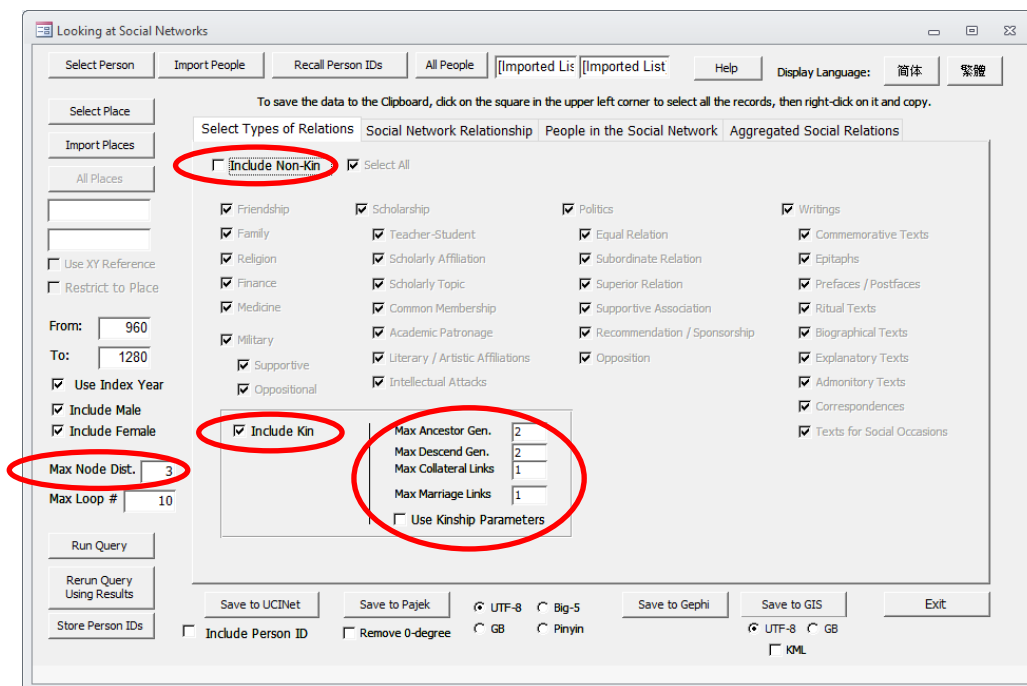 Looking at Social Networks
Select Person Import People Recall Person IDs All People [Imported Lis [Imported List Help Display Language: 简体 繁體
To save the data to the Clipboard, click on the square in the upper left corner to select all the records, then right-click on it and copy.
Select Place
Import Places
All Places
Use XY Reference
Restrict to Place
From: 960
To: 1280
Use Index Year
Include Male
Include Female
Max Node Dist. 3
Max Loop # 10
Run Query
Rerun Query
Using Results
Store Person IDs
Select Types of Relations Social Network Relationship People in the Social Network Aggregated Social Relations
Include Non-Kin Select All
Friendship
Family
Religion
Finance
Medicine
Military
Supportive
Oppositional
Scholarship
Teacher-Student
Scholarly Affiliation
Scholarly Topic
Common Membership
Academic Patronage
Literary / Artistic Affiliations
Intellectual Attacks
Politics
Equal Relation
Subordinate Relation
Superior Relation
Supportive Association
Recommendation / Sponsorship
Opposition
Writings
Commemorative Texts
Epitaphs
Prefaces / Postfaces
Ritual Texts
Biographical Texts
Explanatory Texts
Admonitory Texts
Correspondences
Texts for Social Occasions
Include Kin
Max Ancestor Gen. 2
Max Descend Gen. 2
Max Collateral Links 1
Max Marriage Links 1
Use Kinship Parameters
Save to UCINet Save to Pajek UTF-8 Big-5 Save to Gephi Save to GIS Exit
Include Person ID Remove 0-degree GB Pinyin UTF-8 GB
KML